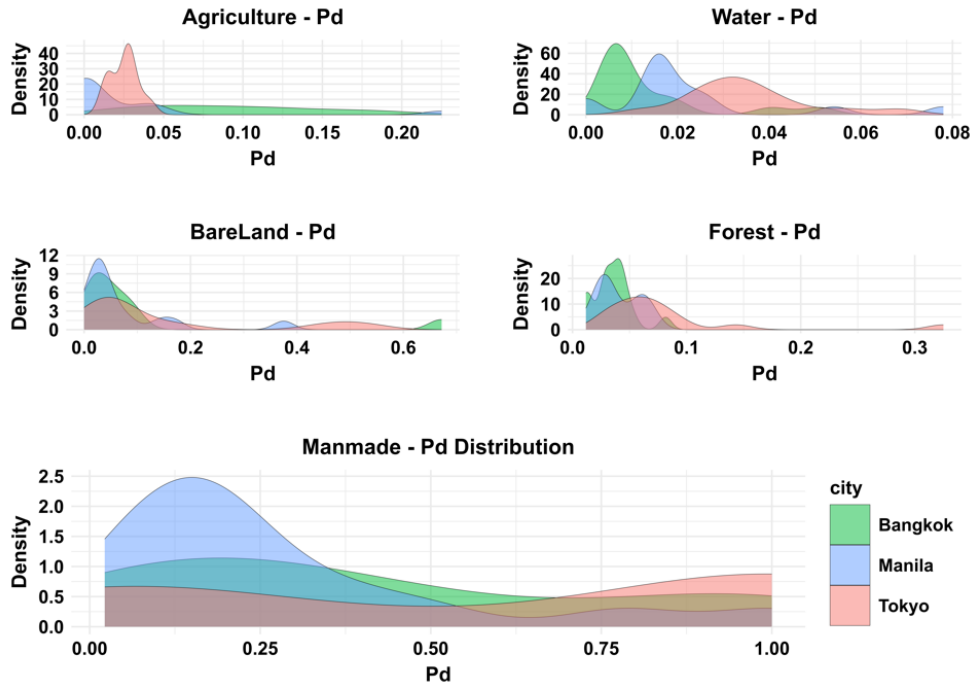 Agriculture - Pd
Density
40
30
20
10
0
0.00 0.05 0.10 0.15 0.20
Pd
Water - Pd
Density
60
40
20
0
0.00 0.02 0.04 0.06 0.08
Pd
BareLand - Pd
Density
12
9
6
3
0
0.0 0.2 0.4 0.6
Pd
Forest - Pd
Density
20
10
0
0.0 0.1 0.2 0.3
Pd
Manmade - Pd Distribution
Density
2.5
2.0
1.5
1.0
0.5
0.0
0.00 0.25 0.50 0.75 1.00
Pd
city
Bangkok
Manila
Tokyo